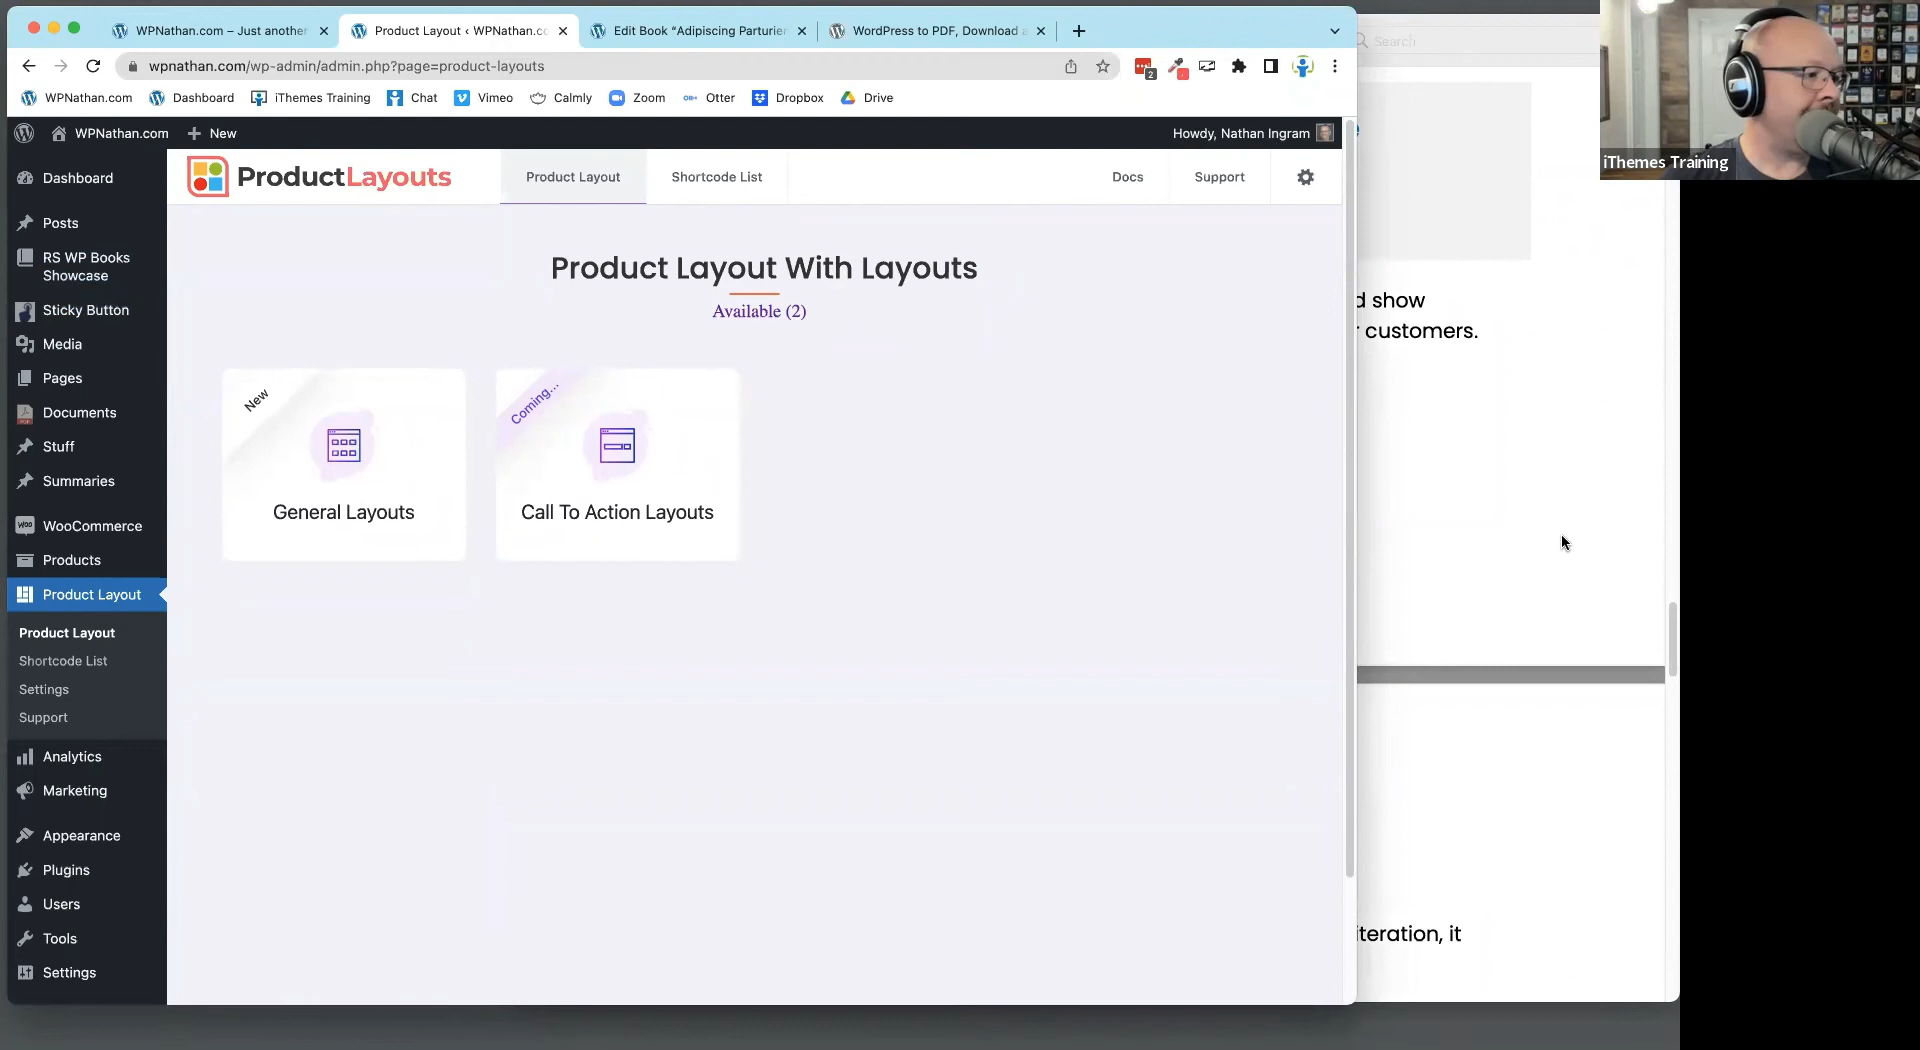 WPNathan.com – Just another
Product Layout ‹ WPNathan.co
Edit Book “Adipiscing Parturier
WordPress to PDF, Download a
wpnathan.com/wp-admin/admin.php?page=product-layouts
2
WPNathan.com
Dashboard
iThemes Training
Chat
Vimeo
Calmly
Zoom
Otter
Dropbox
Drive
Search
WPNathan.com
New
Howdy, Nathan Ingram
iThemes Training
Dashboard
Posts
RS WP Books
Showcase
Sticky Button
Media
Pages
Documents
Stuff
Summaries
WooCommerce
Products
Product Layout
Product Layout
Shortcode List
Settings
Support
Analytics
Marketing
Appearance
Plugins
Users
Tools
Settings
ProductLayouts
Product Layout
Shortcode List
Docs
Support
Product Layout With Layouts
Available (2)
New
General Layouts
Coming...
Call To Action Layouts
d show
r customers.
iteration, it